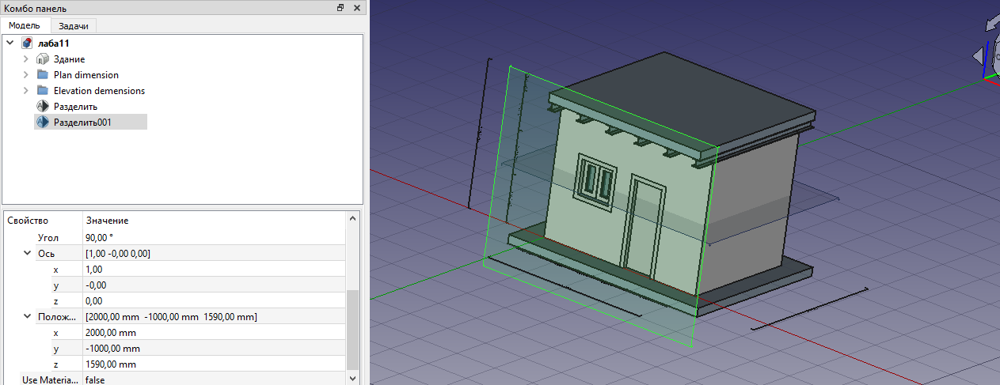 Комбо панель
Модель Задачи
лаба11
Здание
Plan dimension
Elevation demensions
Разделить
Разделить001
Свойство Значение
Угол 90,00 °
Ось [1,00 -0,00 0,00]
x 1,00
y -0,00
z 0,00
Полож... [2000,00 mm -1000,00 mm 1590,00 mm]
x 2000,00 mm
y -1000,00 mm
z 1590,00 mm
Use Materia... false